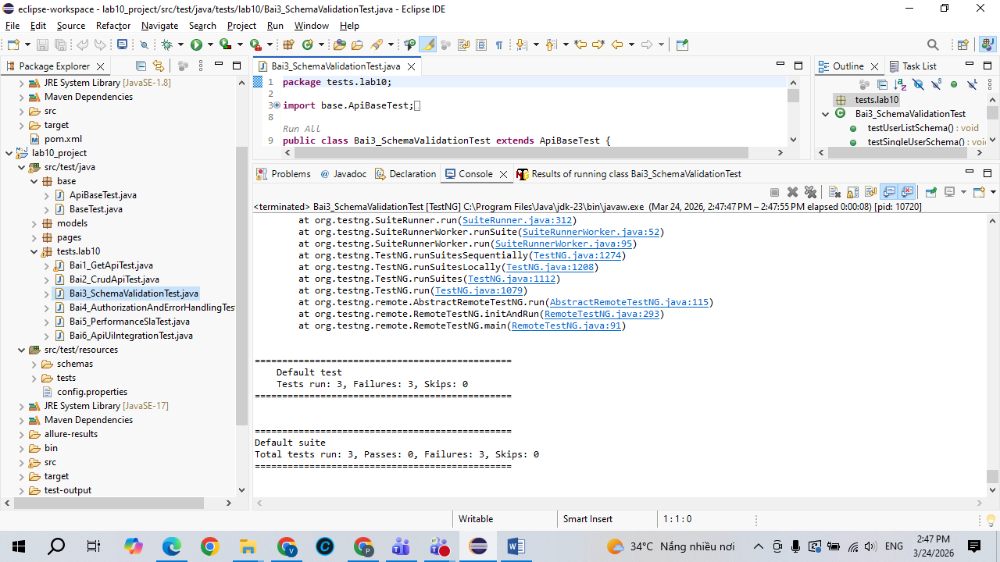 eclipse-workspace - lab10_project/src/test/java/tests/lab10/Bai3_SchemaValidationTest.java - Eclipse IDE
File Edit Source Refactor Navigate Search Project Run Window Help
Package Explorer
JRE System Library [JavaSE-1.8]
Maven Dependencies
src
target
pom.xml
lab10_project
src/test/java
base
ApiBaseTest.java
BaseTest.java
models
pages
tests.lab10
Bai1_GetApiTest.java
Bai2_CrudApiTest.java
Bai3_SchemaValidationTest.java
Bai4_AuthorizationAndErrorHandlingTes
Bai5_PerformanceSlaTest.java
Bai6_ApiUiIntegrationTest.java
src/test/resources
schemas
tests
config.properties
JRE System Library [JavaSE-17]
Maven Dependencies
allure-results
bin
src
target
test-output
Bai3_SchemaValidationTest.java
1 package tests.lab10;
2
3 import base.ApiBaseTest;
8
Run All
9 public class Bai3_SchemaValidationTest extends ApiBaseTest {
Outline Task List
tests.lab10
Bai3_SchemaValidationTest
testUserListSchema() : void
testSingleUserSchema() : voi
Problems Javadoc Declaration Console Results of running class Bai3_SchemaValidationTest
<terminated> Bai3_SchemaValidationTest [TestNG] C:\Program Files\Java\jdk-23\bin\javaw.exe (Mar 24, 2026, 2:47:47 PM – 2:47:55 PM elapsed 0:00:08) [pid: 10720]
at org.testng.SuiteRunner.run(SuiteRunner.java:312)
at org.testng.SuiteRunnerWorker.runSuite(SuiteRunnerWorker.java:52)
at org.testng.SuiteRunnerWorker.run(SuiteRunnerWorker.java:95)
at org.testng.TestNG.runSuitesSequentially(TestNG.java:1274)
at org.testng.TestNG.runSuitesLocally(TestNG.java:1208)
at org.testng.TestNG.runSuites(TestNG.java:1112)
at org.testng.TestNG.run(TestNG.java:1079)
at org.testng.remote.AbstractRemoteTestNG.run(AbstractRemoteTestNG.java:115)
at org.testng.remote.RemoteTestNG.initAndRun(RemoteTestNG.java:293)
at org.testng.remote.RemoteTestNG.main(RemoteTestNG.java:91)
===============================================
Default test
Tests run: 3, Failures: 3, Skips: 0
===============================================
===============================================
Default suite
Total tests run: 3, Passes: 0, Failures: 3, Skips: 0
===============================================
Writable Smart Insert 1 : 1 : 0
34°C Nắng nhiều nơi ENG 2:47 PM
3/24/2026